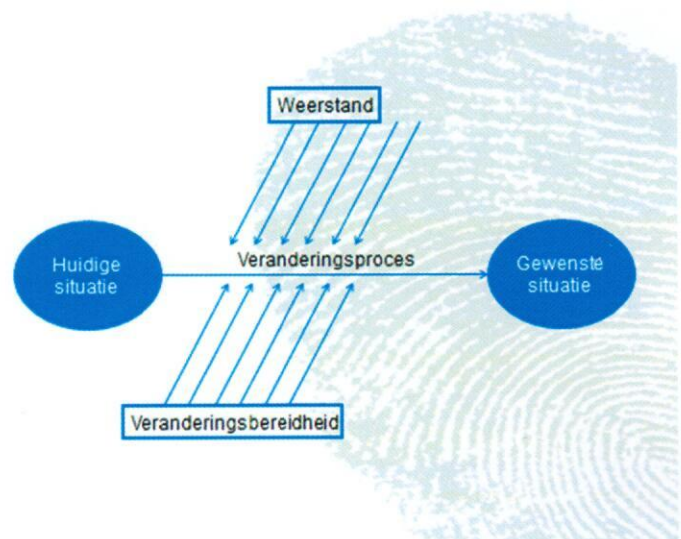 Weerstand
Huidige
situatie
Veranderingsproces
Gewenste
situatie
Veranderingsbereidheid